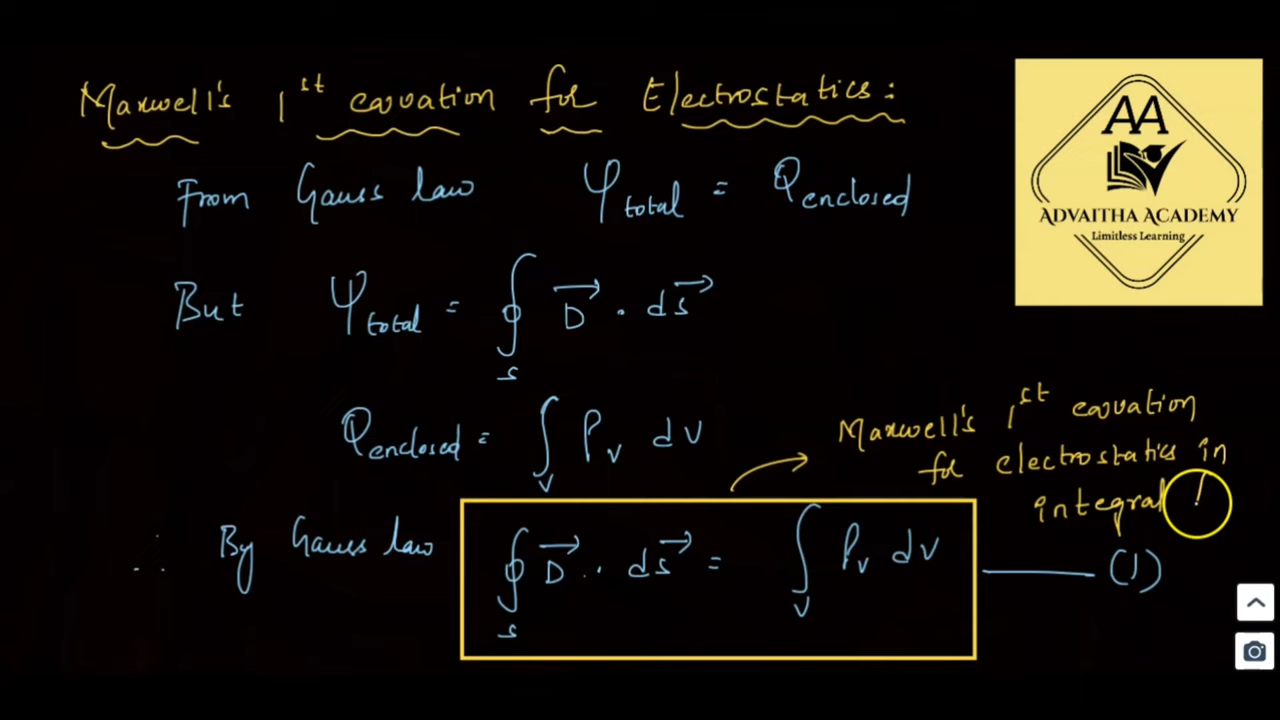 Maxwell's 1st equation for Electrostatics:
From Gauss law ψtotal = Qenclosed
But ψtotal = ∮S D⃗ · ds⃗
Qenclosed = ∫V ρv dv
∴ By Gauss law ∮S D⃗ · ds⃗ = ∫V ρv dv ——— (1)
Maxwell's 1st equation
for electrostatics in
integral
AA
ADVAITHA ACADEMY
Limitless Learning